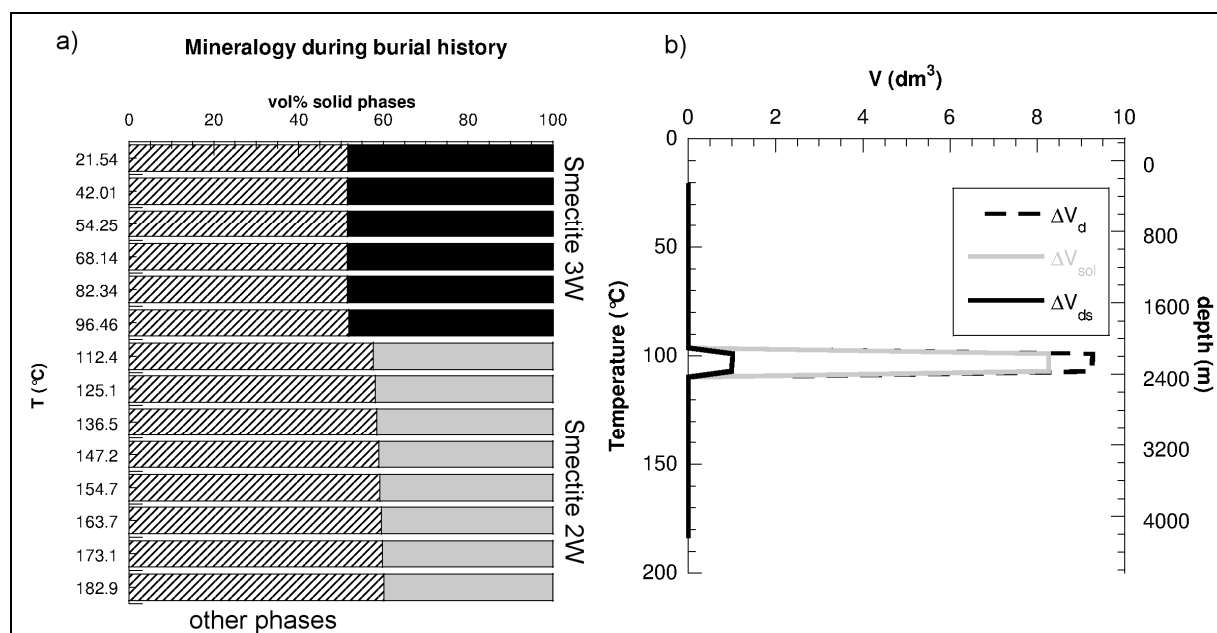 a)
Mineralogy during burial history
vol% solid phases
0 20 40 60 80 100
T (°C)
21.54
42.01
54.25
68.14
82.34
96.46
112.4
125.1
136.5
147.2
154.7
163.7
173.1
182.9
Smectite 3W
Smectite 2W
other phases
b)
V (dm³)
0 2 4 6 8 10
Temperature (°C)
0
50
100
150
200
ΔVd
ΔVsol
ΔVds
depth (m)
0
800
1600
2400
3200
4000